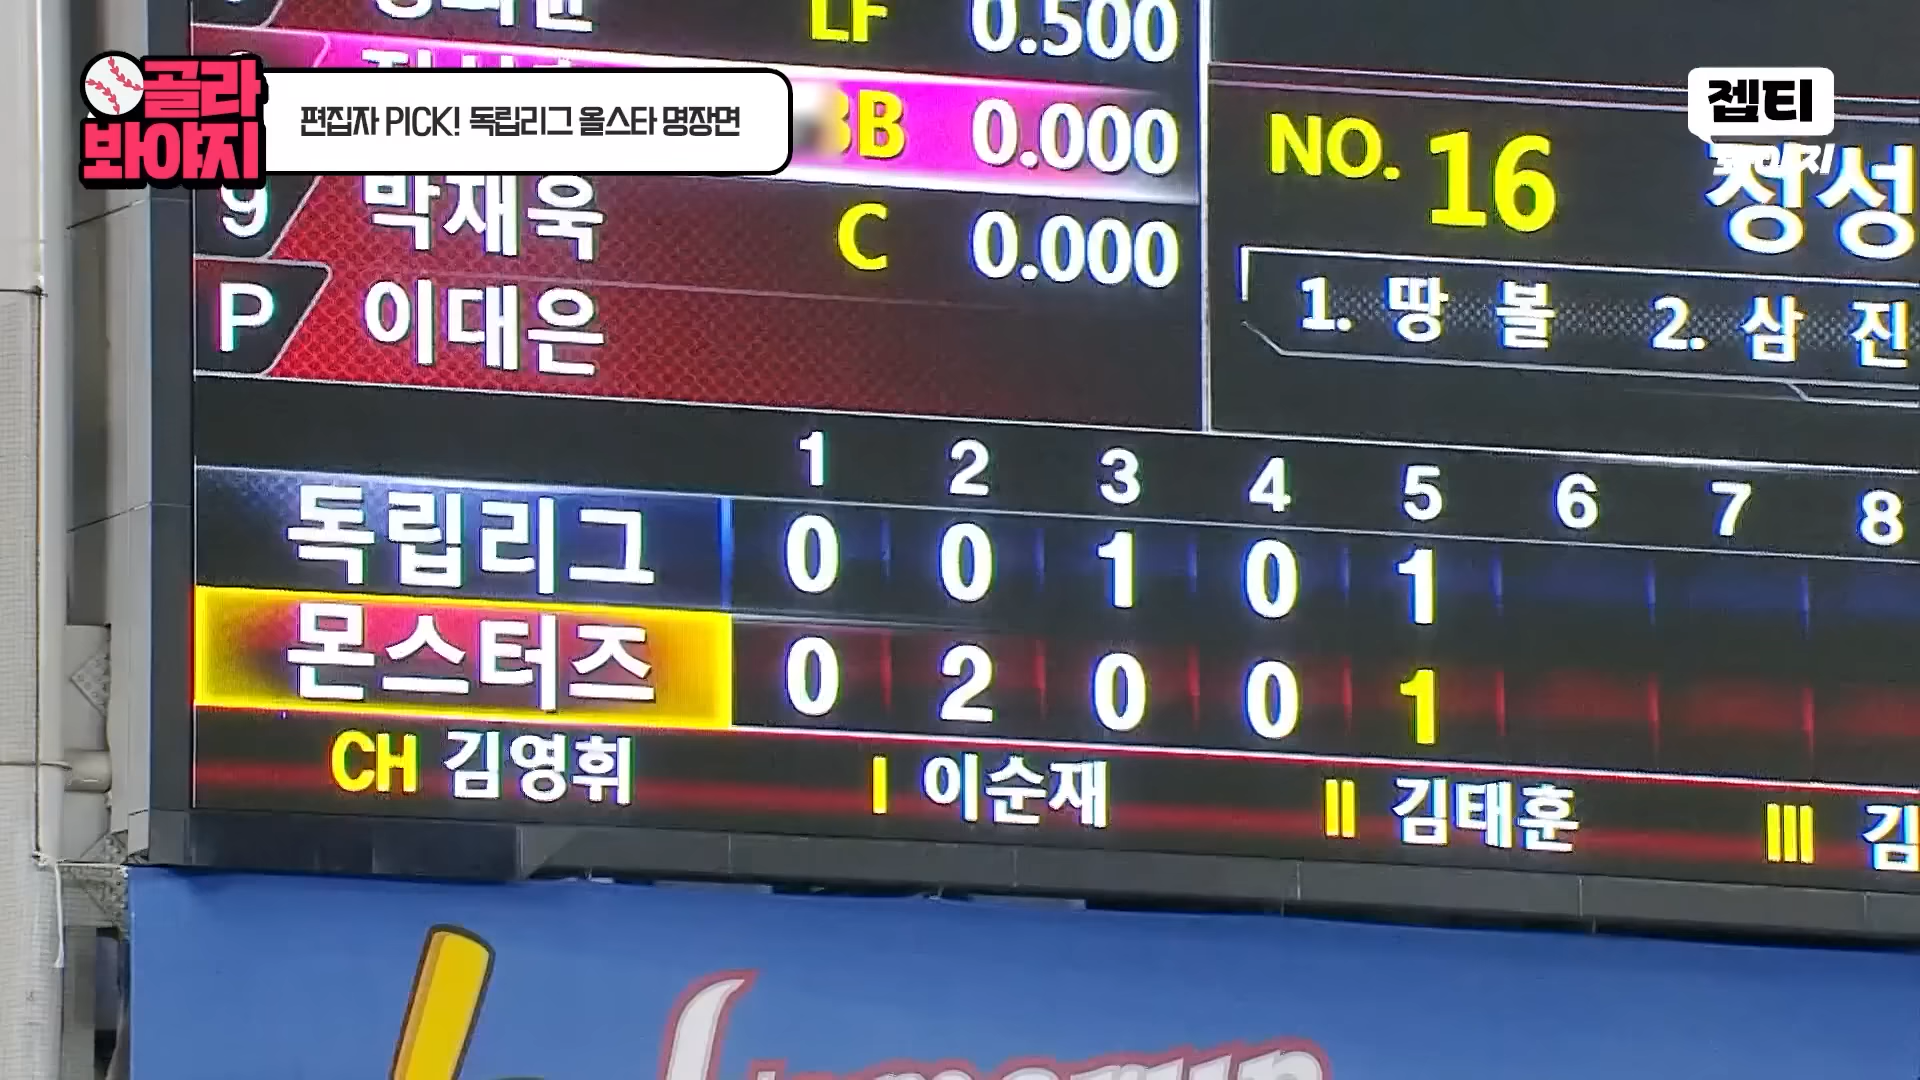 LF 0.500
골라
봐야지
편집자 PICK! 독립리그 올스타 명장면
3B 0.000
젭티
NO. 16 정성
9 박재욱 C 0.000
P 이대은
1. 땅 볼 2. 삼 진
1 2 3 4 5 6 7 8
독립리그 0 0 1 0 1
몬스터즈 0 2 0 0 1
CH 김영휘 I 이순재 II 김태훈 III 김